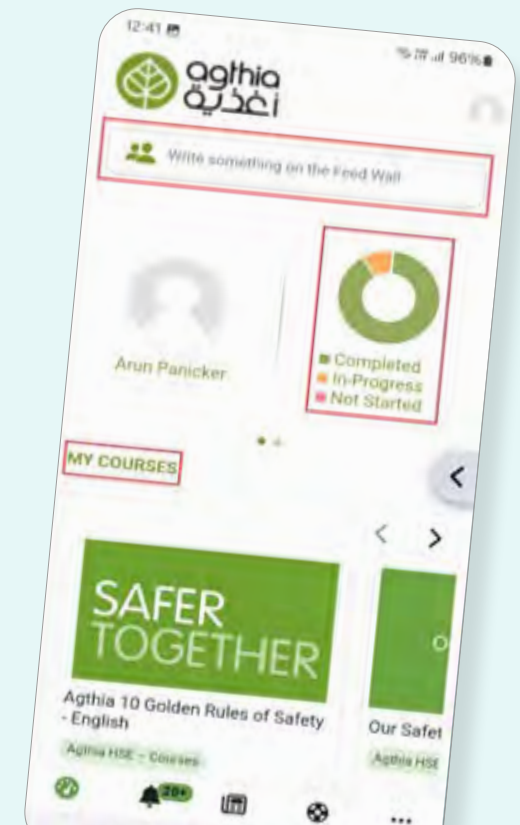 12:41
96%
agthia
أغذية
Write something on the Feed Wall
Arun Panicker
Completed
In-Progress
Not Started
MY COURSES
SAFER
TOGETHER
O
Agthia 10 Golden Rules of Safety
- English
Our Safet
Agthia HSE - Courses
Agthia HSE
20+